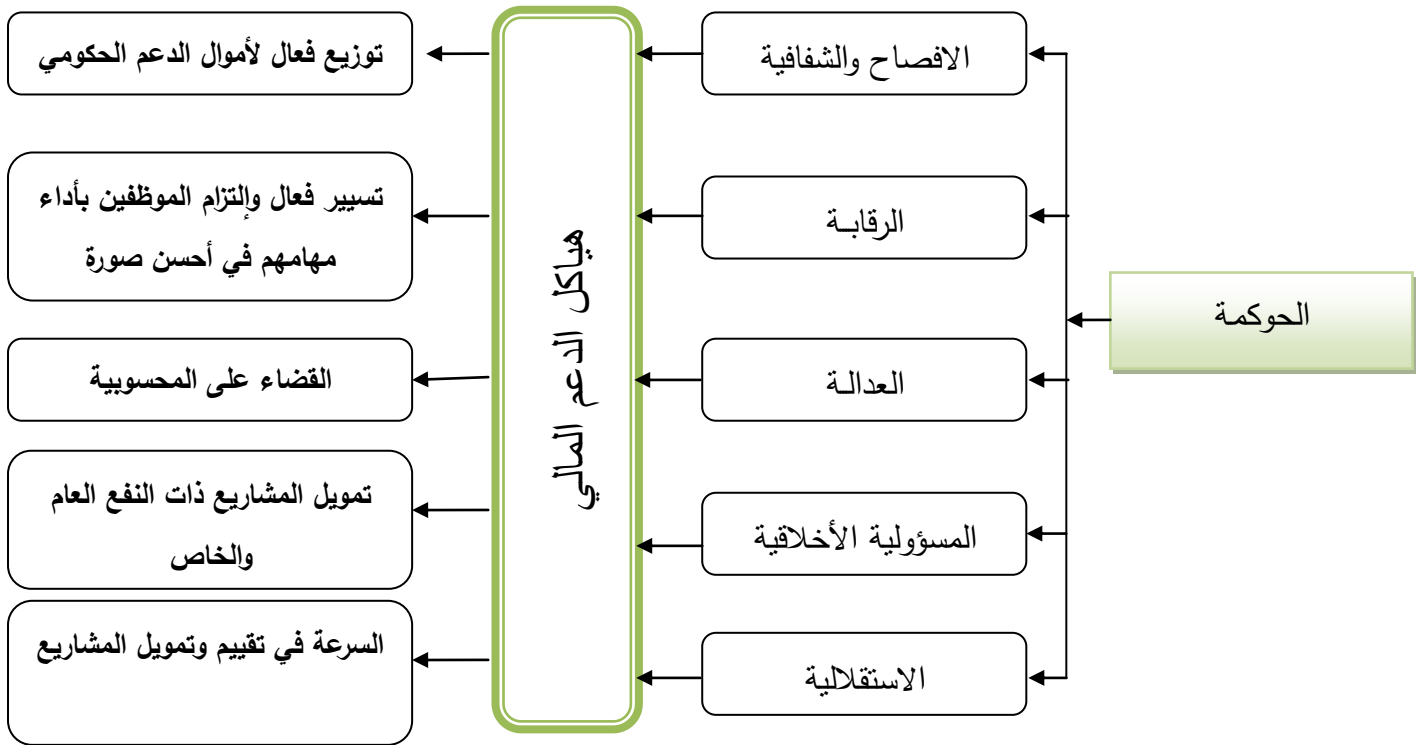 الحوكمة
الافصاح والشفافية
الرقابـة
العدالـة
المسؤولية الأخلاقية
الاستقلالية
هياكل الدعم المالي
توزيع فعال لأموال الدعم الحكومي
تسيير فعال وإلتزام الموظفين بأداء
مهامهم في أحسن صورة
القضاء على المحسوبية
تمويل المشاريع ذات النفع العام
والخاص
السرعة في تقييم وتمويل المشاريع